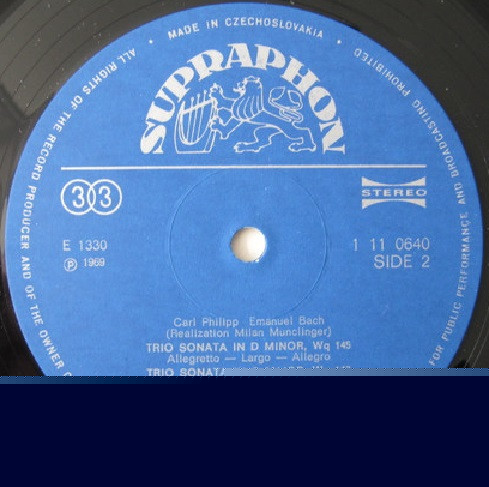 MADE IN CZECHOSLOVAKIA
ALL RIGHTS OF THE RECORD PRODUCER AND OF THE OWNER
PROHIBITED
FOR PUBLIC PERFORMANCE AND BROADCASTING
SUPRAPHON
33
STEREO
E 1330
1 11 0640
℗ 1969
SIDE 2
Carl Philipp Emanuel Bach
(Realization Milan Munclinger)
TRIO SONATA IN D MINOR, Wq 145
Allegretto — Largo — Allegro
TRIO SONATA